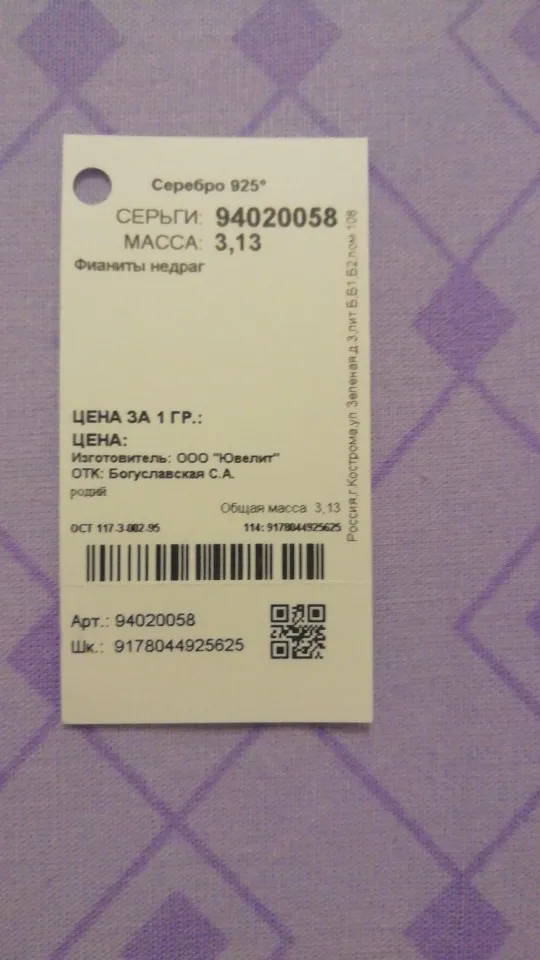 Серебро 925°
СЕРЬГИ: 94020058
МАССА: 3,13
Фианиты недраг
ЦЕНА ЗА 1 ГР.:
ЦЕНА:
Изготовитель: ООО "Ювелит"
ОТК: Богуславская С.А.
родий
Общая масса 3,13
ОСТ 117-3-002-95 114: 9178044925625
Арт.: 94020058
Шк.: 9178044925625
Россия,г.Кострома,ул Зеленая,д 3,лит Б,Б1,Б2,пом 108